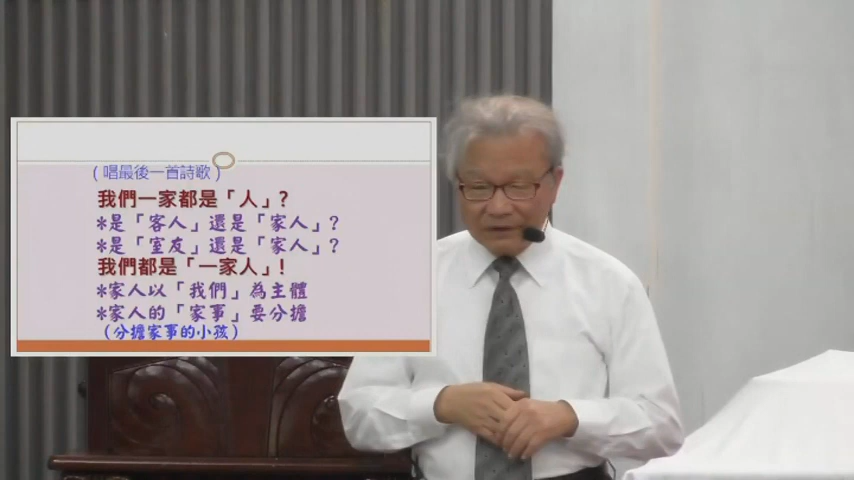 (唱最後一首詩歌)
我們一家都是「人」?
*是「客人」還是「家人」?
*是「室友」還是「家人」?
我們都是「一家人」!
*家人以「我們」為主體
*家人的「家事」要分擔
(分擔家事的小孩)